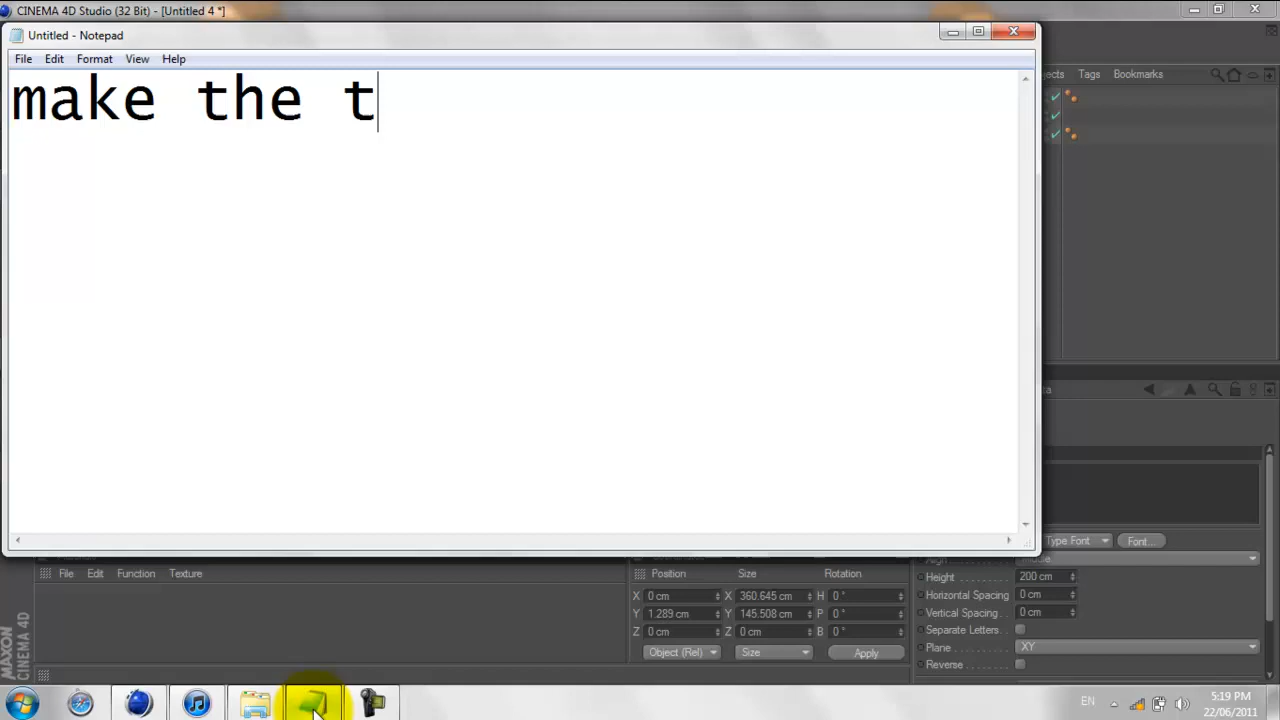 CINEMA 4D Studio (32 Bit) - [Untitled 4 *]
Untitled - Notepad
File Edit Format View Help
make the t
Tags Bookmarks
Type Font Font...
File Edit Function Texture
Position Size Rotation
X 0 cm X 360.645 cm H 0 °
Y 1.289 cm Y 145.508 cm P 0 °
Z 0 cm Z 0 cm B 0 °
Object (Rel) Size Apply
Height 200 cm
Horizontal Spacing 0 cm
Vertical Spacing 0 cm
Separate Letters
Plane XY
Reverse
MAXON
CINEMA 4D
EN
5:19 PM
22/06/2011